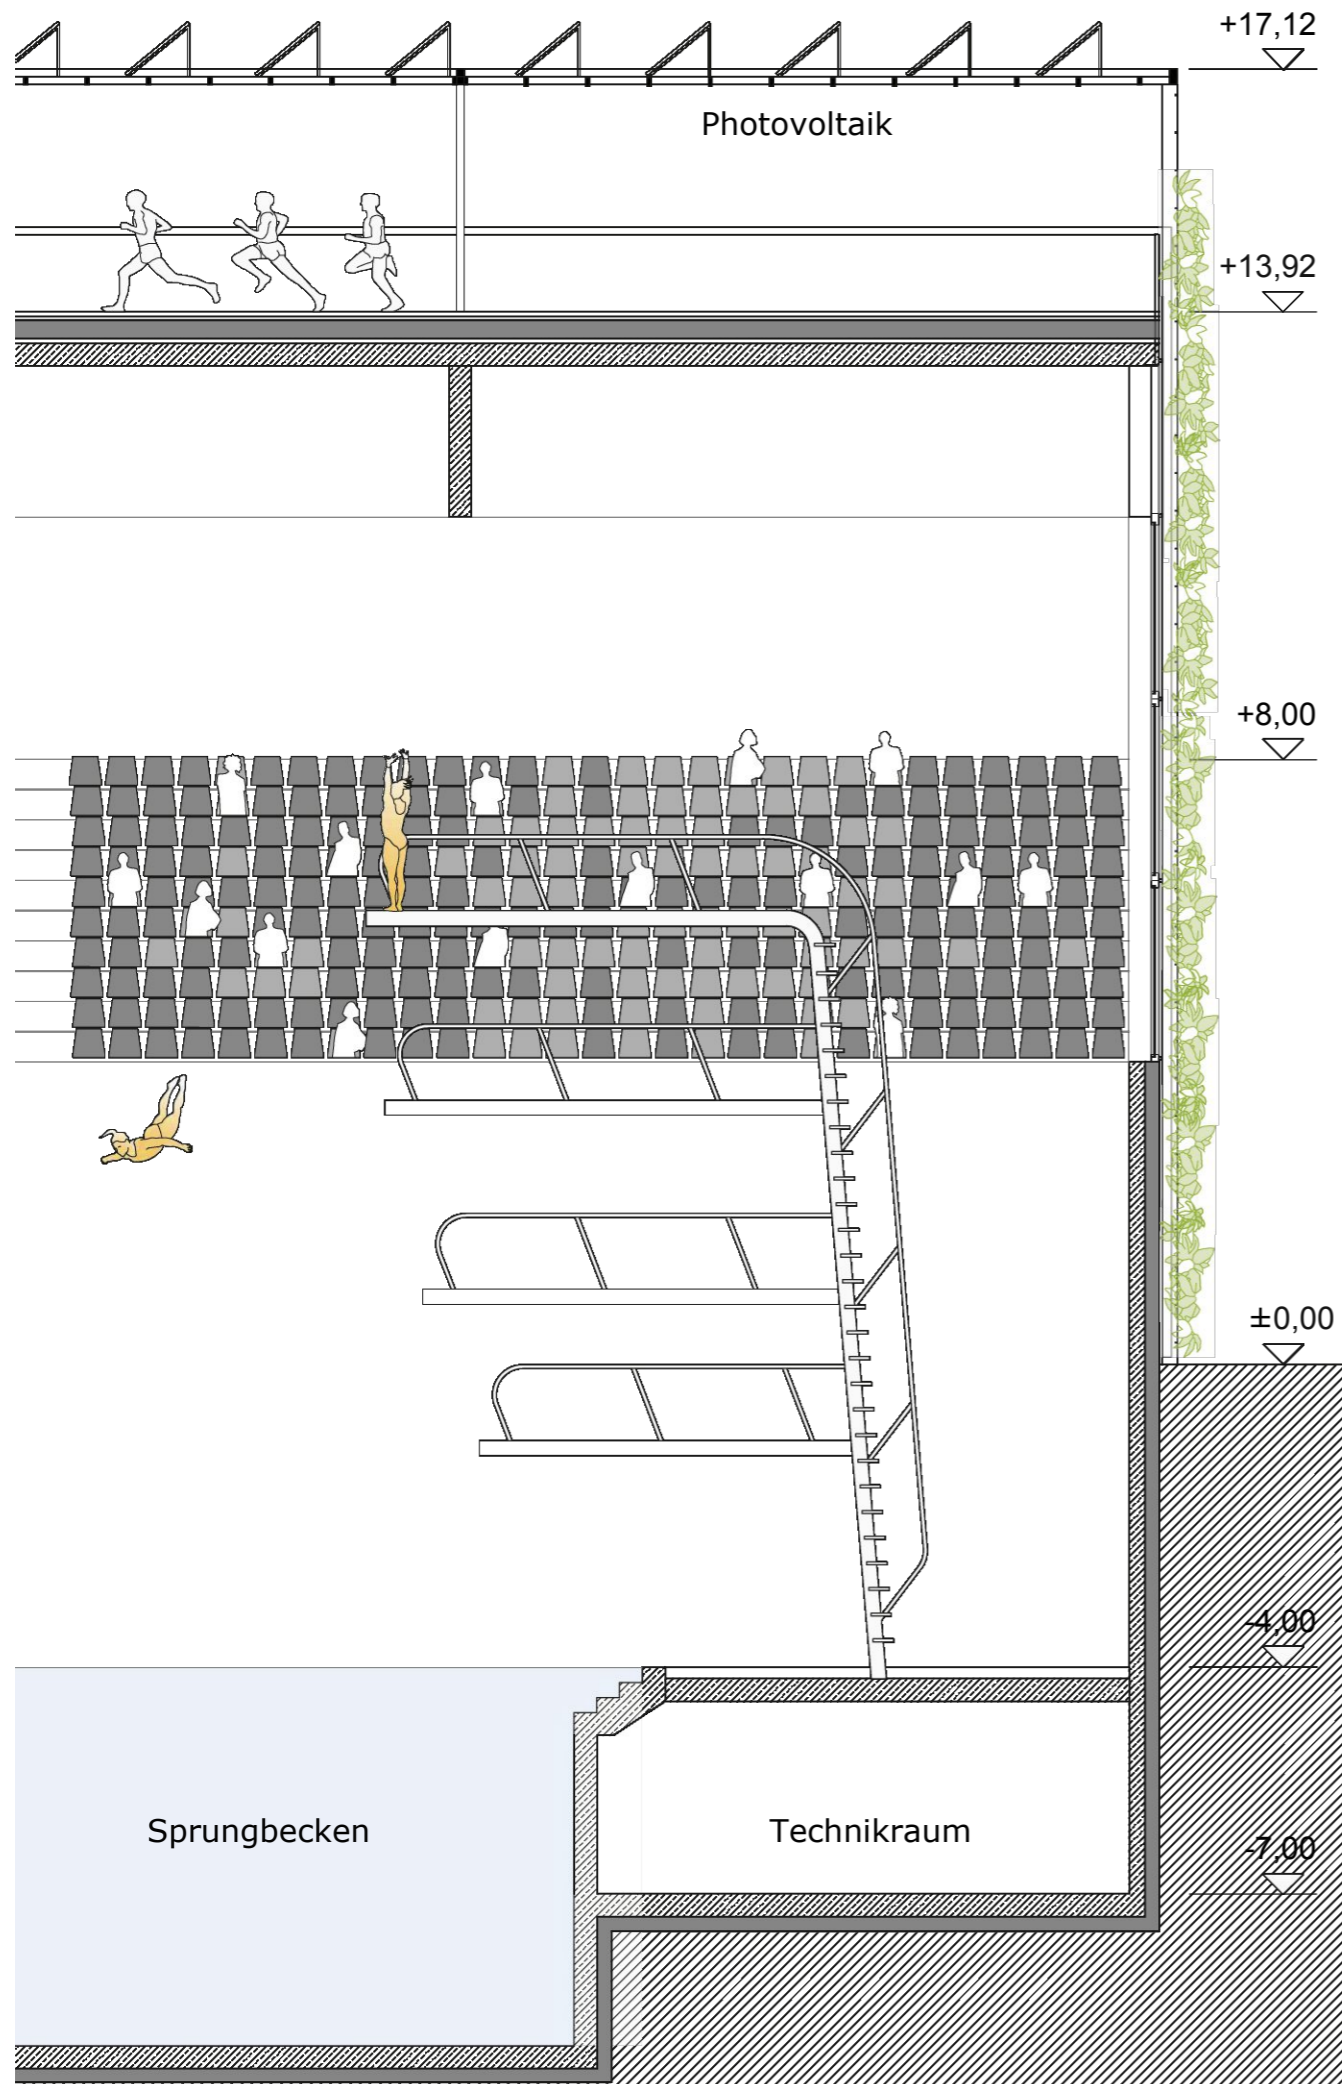 +17,12
Photovoltaik
+13,92
+8,00
±0,00
-4,00
Sprungbecken
Technikraum
-7,00